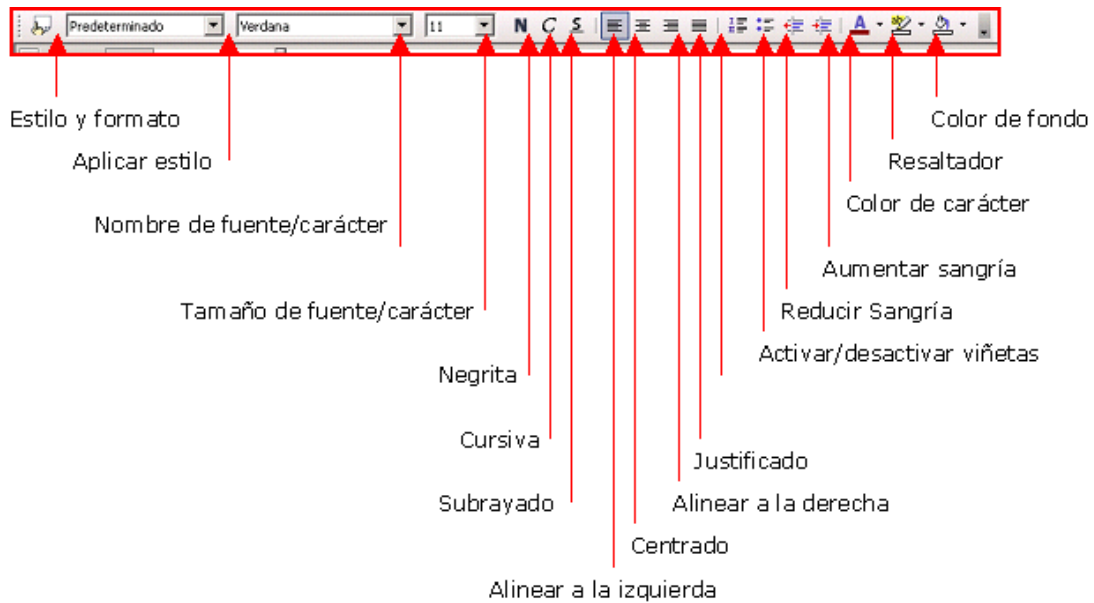 Predeterminado Verdana 11 N C S A
Estilo y formato
Color de fondo
Aplicar estilo
Resaltador
Color de carácter
Nombre de fuente/carácter
Aumentar sangría
Tamaño de fuente/carácter
Reducir Sangría
Activar/desactivar viñetas
Negrita
Cursiva
Justificado
Subrayado
Alinear a la derecha
Centrado
Alinear a la izquierda